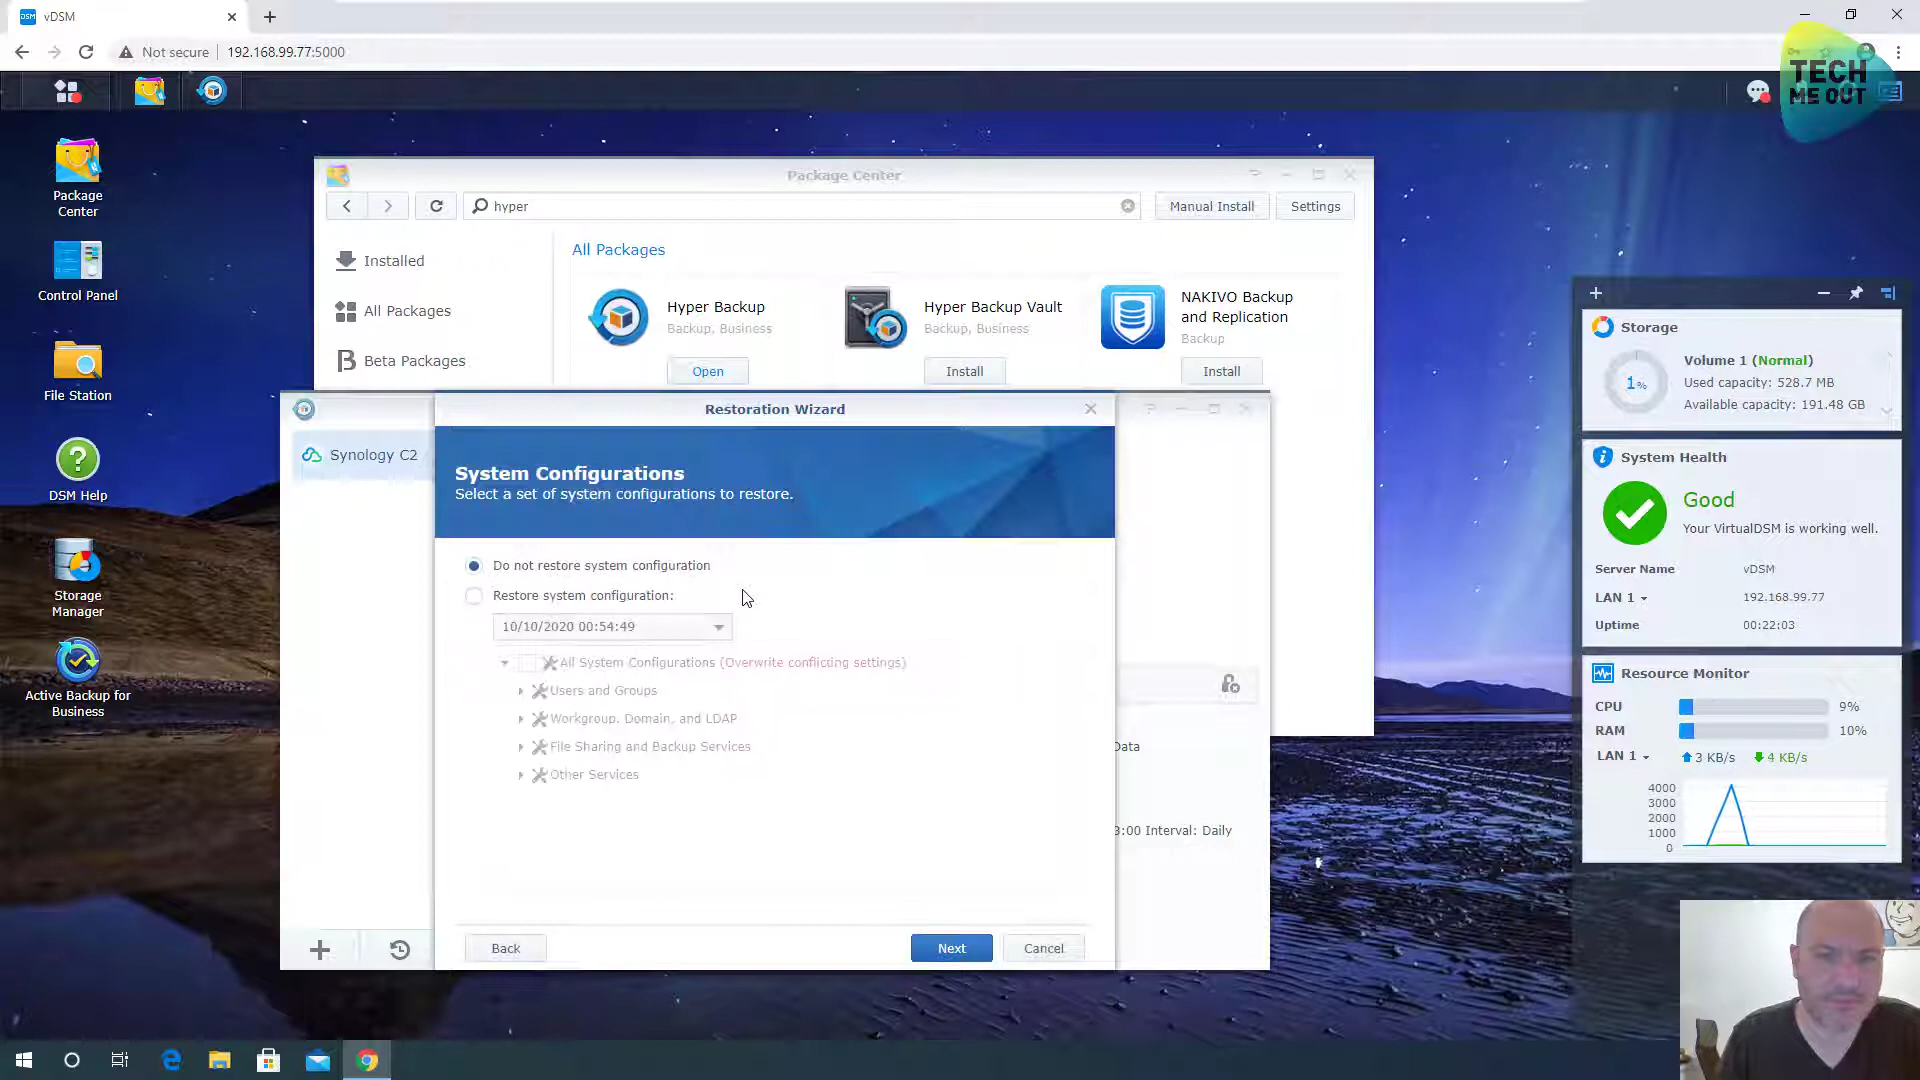 DSM
vDSM
Not secure
192.168.99.77:5000
TECH
ME OUT
Package
Center
Control Panel
File Station
DSM Help
Storage
Manager
Active Backup for
Business
Package Center
hyper
Manual Install
Settings
Installed
All Packages
Beta Packages
All Packages
Hyper Backup
Backup, Business
Open
Hyper Backup Vault
Backup, Business
Install
NAKIVO Backup
and Replication
Backup
Install
Synology C2
Restoration Wizard
System Configurations
Select a set of system configurations to restore.
Do not restore system configuration
Restore system configuration:
10/10/2020 00:54:49
All System Configurations (Overwrite conflicting settings)
Users and Groups
Workgroup, Domain, and LDAP
File Sharing and Backup Services
Other Services
Back
Next
Cancel
Data
3:00 Interval: Daily
Storage
1%
Volume 1 (Normal)
Used capacity: 528.7 MB
Available capacity: 191.48 GB
System Health
Good
Your VirtualDSM is working well.
Server Name vDSM
LAN 1 192.168.99.77
Uptime 00:22:03
Resource Monitor
CPU 9%
RAM 10%
LAN 1 3 KB/s 4 KB/s
4000
3000
2000
1000
0